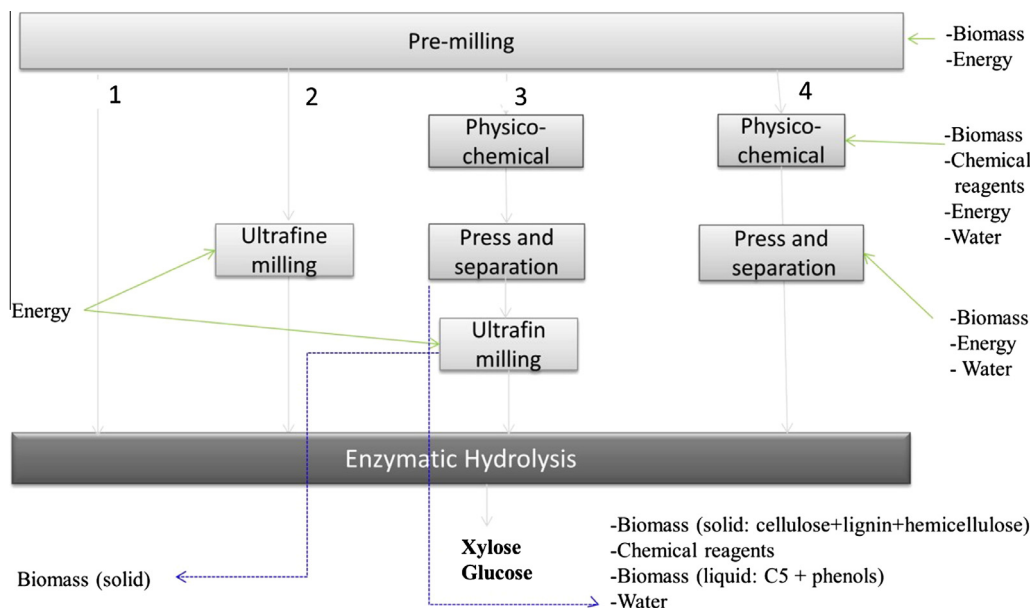 Pre-milling
-Biomass
-Energy
1
2
3
4
Physico-
chemical
Physico-
chemical
-Biomass
-Chemical
reagents
-Energy
-Water
Ultrafine
milling
Press and
separation
Press and
separation
Energy
Ultrafin
milling
-Biomass
-Energy
- Water
Enzymatic Hydrolysis
Xylose
Glucose
-Biomass (solid: cellulose+lignin+hemicellulose)
-Chemical reagents
-Biomass (liquid: C5 + phenols)
-Water
Biomass (solid)